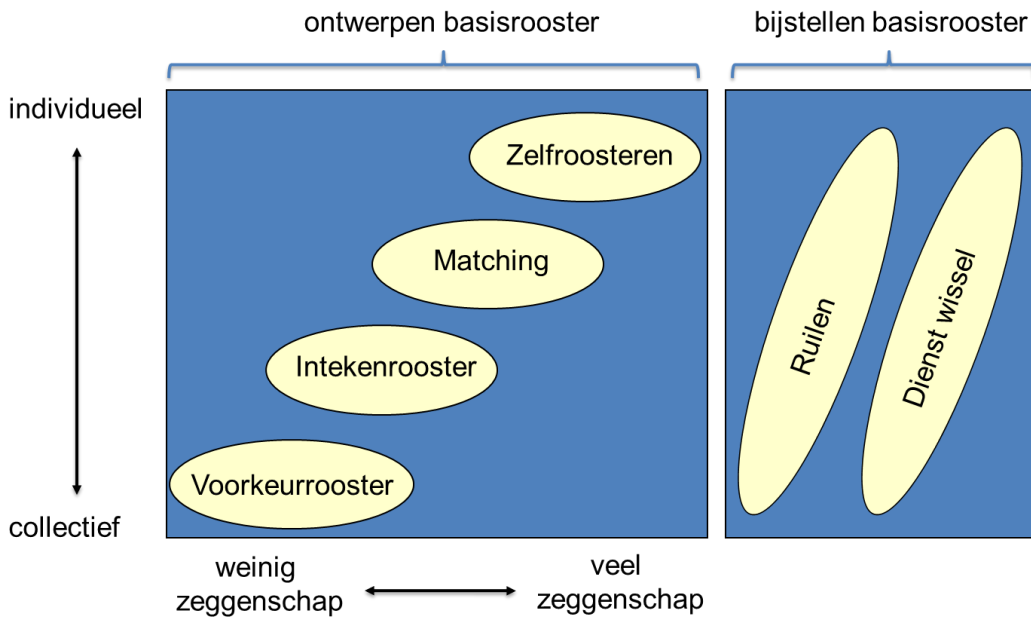 ontwerpen basisrooster
bijstellen basisrooster
individueel
Zelfroosteren
Matching
Intekenrooster
Voorkeurrooster
Ruilen
Dienst wissel
collectief
weinig
zeggenschap
veel
zeggenschap